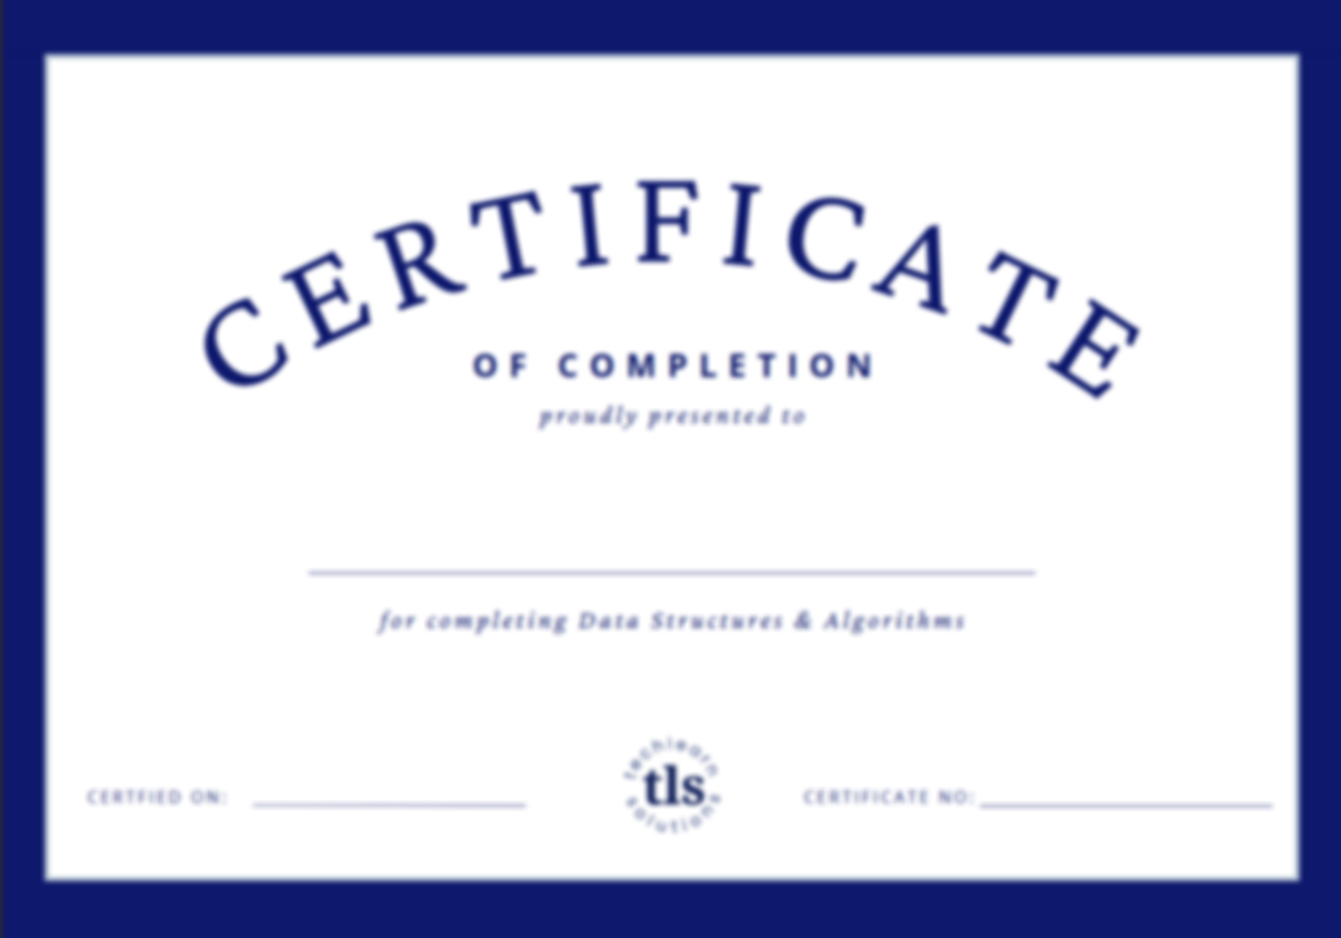 CERTIFICATE
OF COMPLETION
proudly presented to
for completing Data Structures & Algorithms
techlearn
tls
solutions
CERTFIED ON:
CERTIFICATE NO: